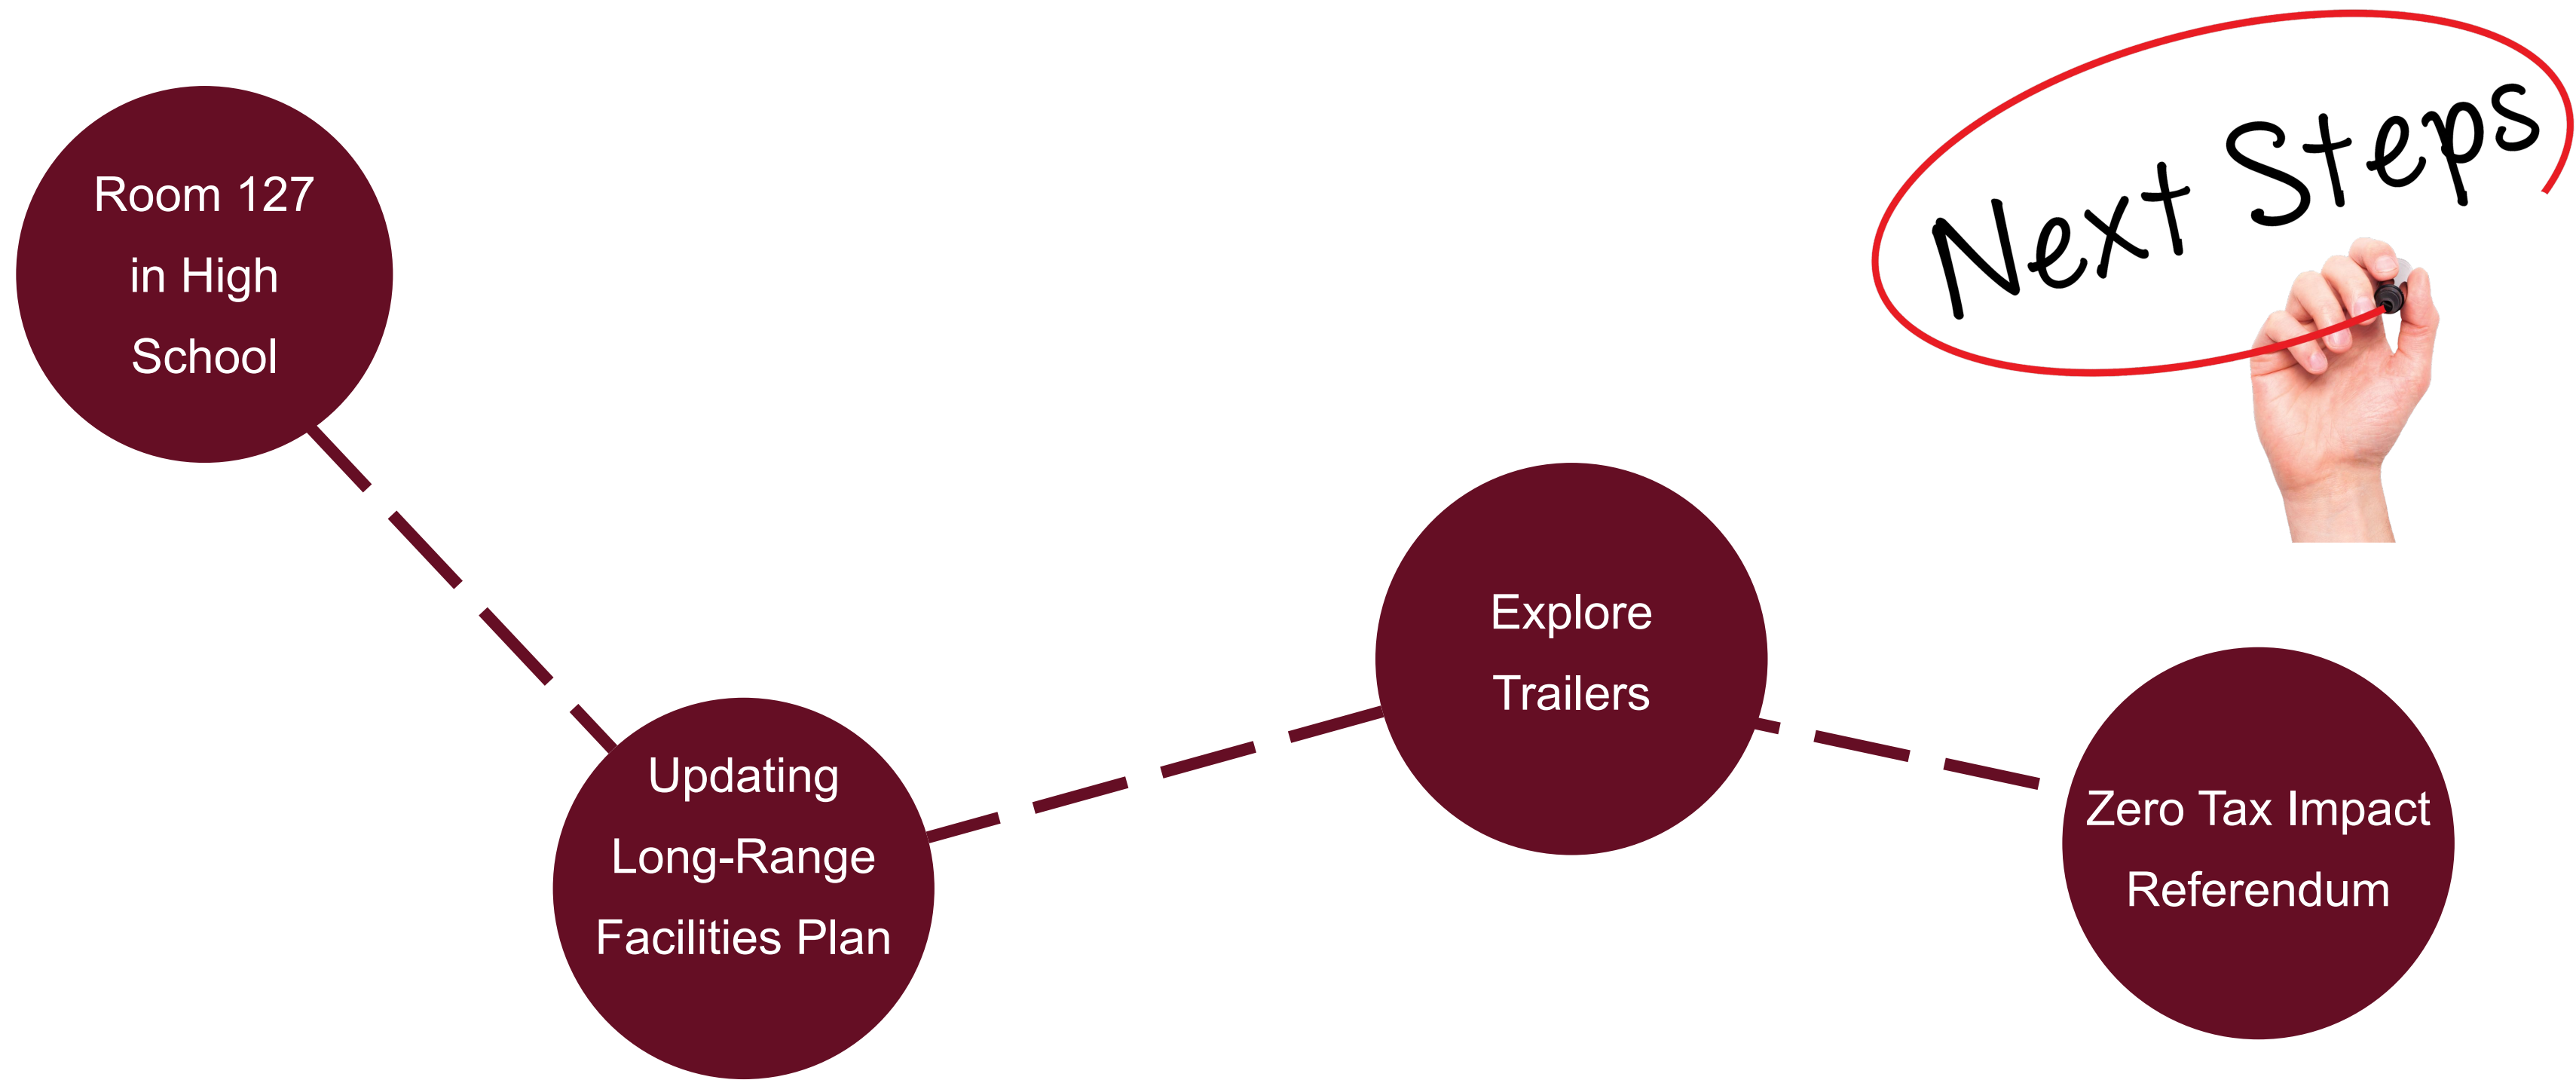 Next Steps
Room 127
in High
School
Updating
Long-Range
Facilities Plan
Explore
Trailers
Zero Tax Impact
Referendum